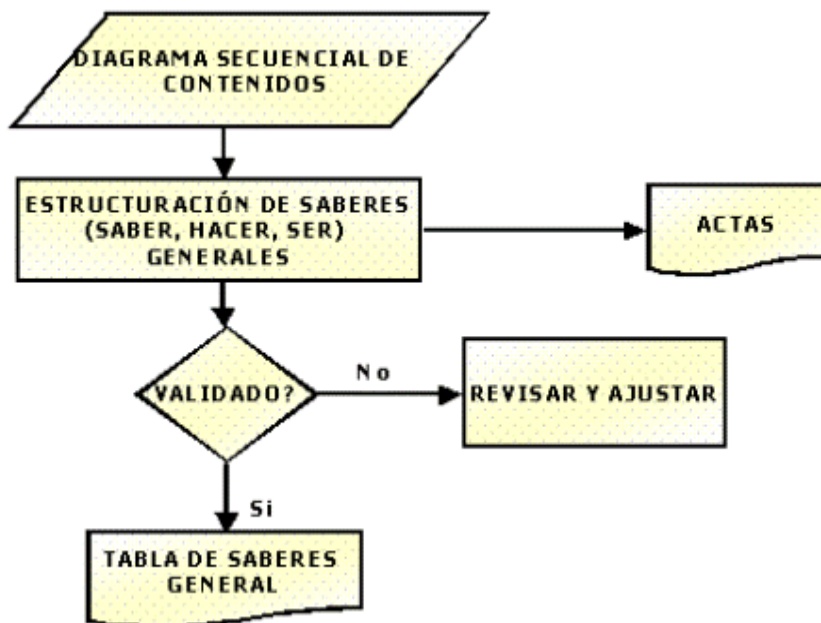 DIAGRAMA SECUENCIAL DE
CONTENIDOS
ESTRUCTURACIÓN DE SABERES
(SABER, HACER, SER)
GENERALES
ACTAS
VALIDADO?
No
REVISAR Y AJUSTAR
Si
TABLA DE SABERES
GENERAL